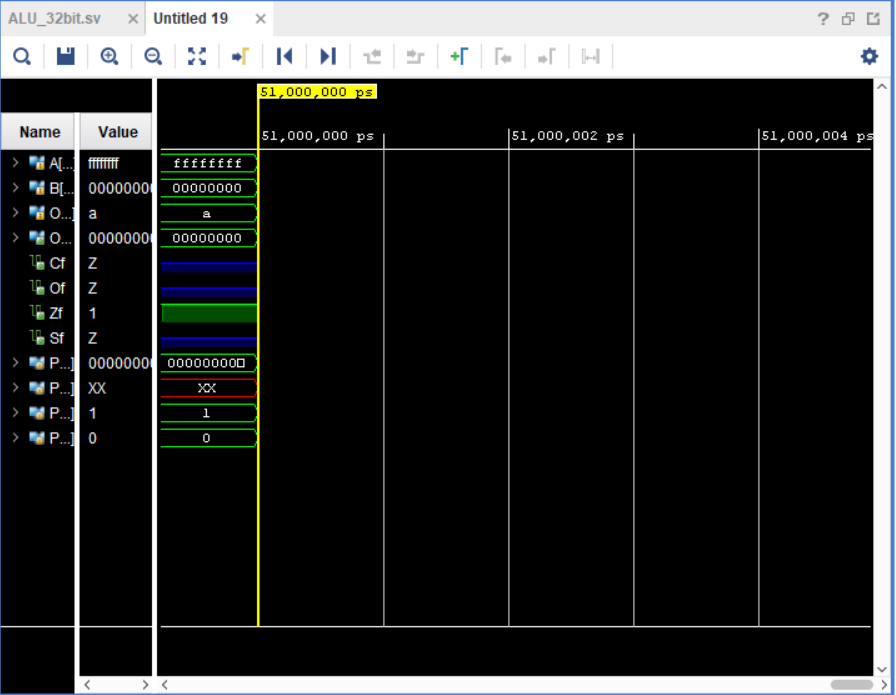 ALU_32bit.sv × Untitled 19 × ?
51,000,000 ps
Name Value 51,000,000 ps 51,000,002 ps 51,000,004 ps
A[...] ffffffff ffffffff
B[... 00000000 00000000
O...] a a
O... 00000000 00000000
Cf Z
Of Z
Zf 1
Sf Z
P...] 00000000 00000000
P...] XX XX
P...] 1 1
P...] 0 0